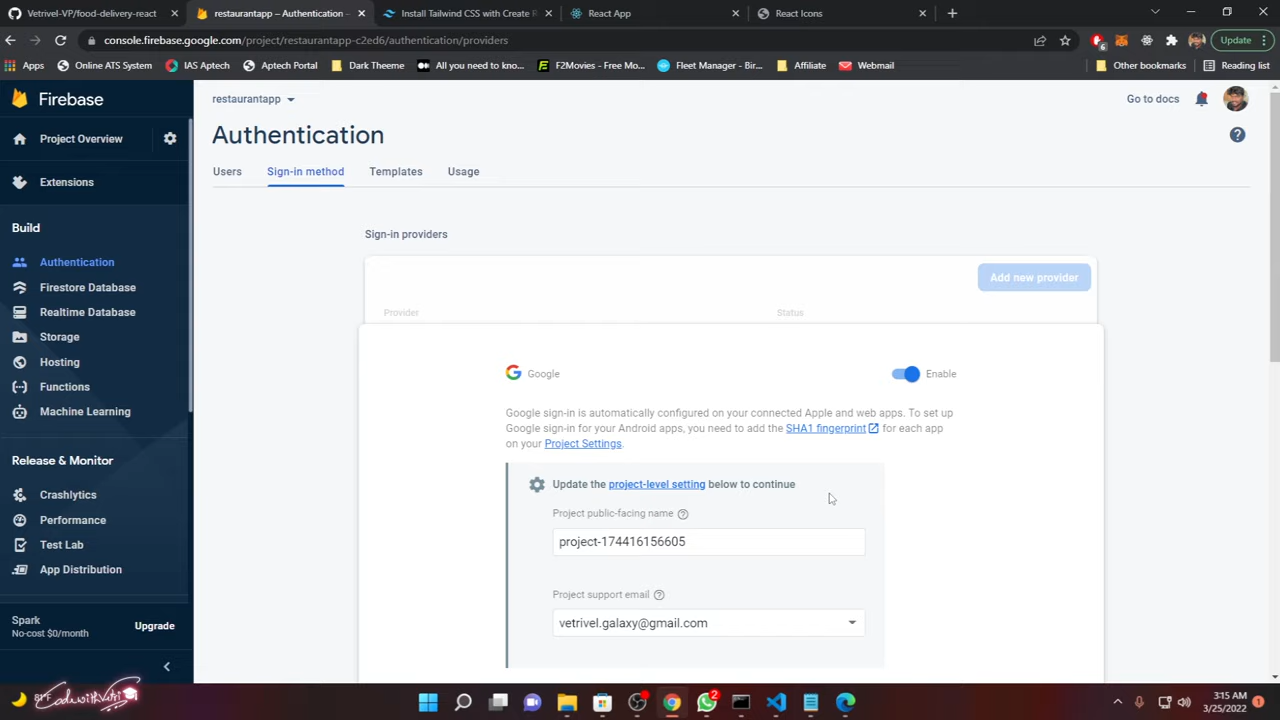 Vetrivel-VP/food-delivery-react
restaurantapp – Authentication -
Install Tailwind CSS with Create R
React App
React Icons
console.firebase.google.com/project/restaurantapp-c2ed6/authentication/providers
Update
Apps
Online ATS System
IAS Aptech
Aptech Portal
Dark Theme
All you need to kno...
F2Movies - Free Mo...
Fleet Manager - Bir...
Affiliate
Webmail
Other bookmarks
Reading list
Firebase
restaurantapp
Go to docs
Project Overview
Authentication
Users
Sign-in method
Templates
Usage
Extensions
Build
Authentication
Firestore Database
Realtime Database
Storage
Hosting
Functions
Machine Learning
Release & Monitor
Crashlytics
Performance
Test Lab
App Distribution
Spark
No-cost $0/month
Upgrade
Sign-in providers
Add new provider
Provider
Status
Google
Enable
Google sign-in is automatically configured on your connected Apple and web apps. To set up
Google sign-in for your Android apps, you need to add the SHA1 fingerprint for each app
on your Project Settings.
Update the project-level setting below to continue
Project public-facing name
project-174416156605
Project support email
vetrivel.galaxy@gmail.com
CodewithVetri
2
3:15 AM
3/25/2022